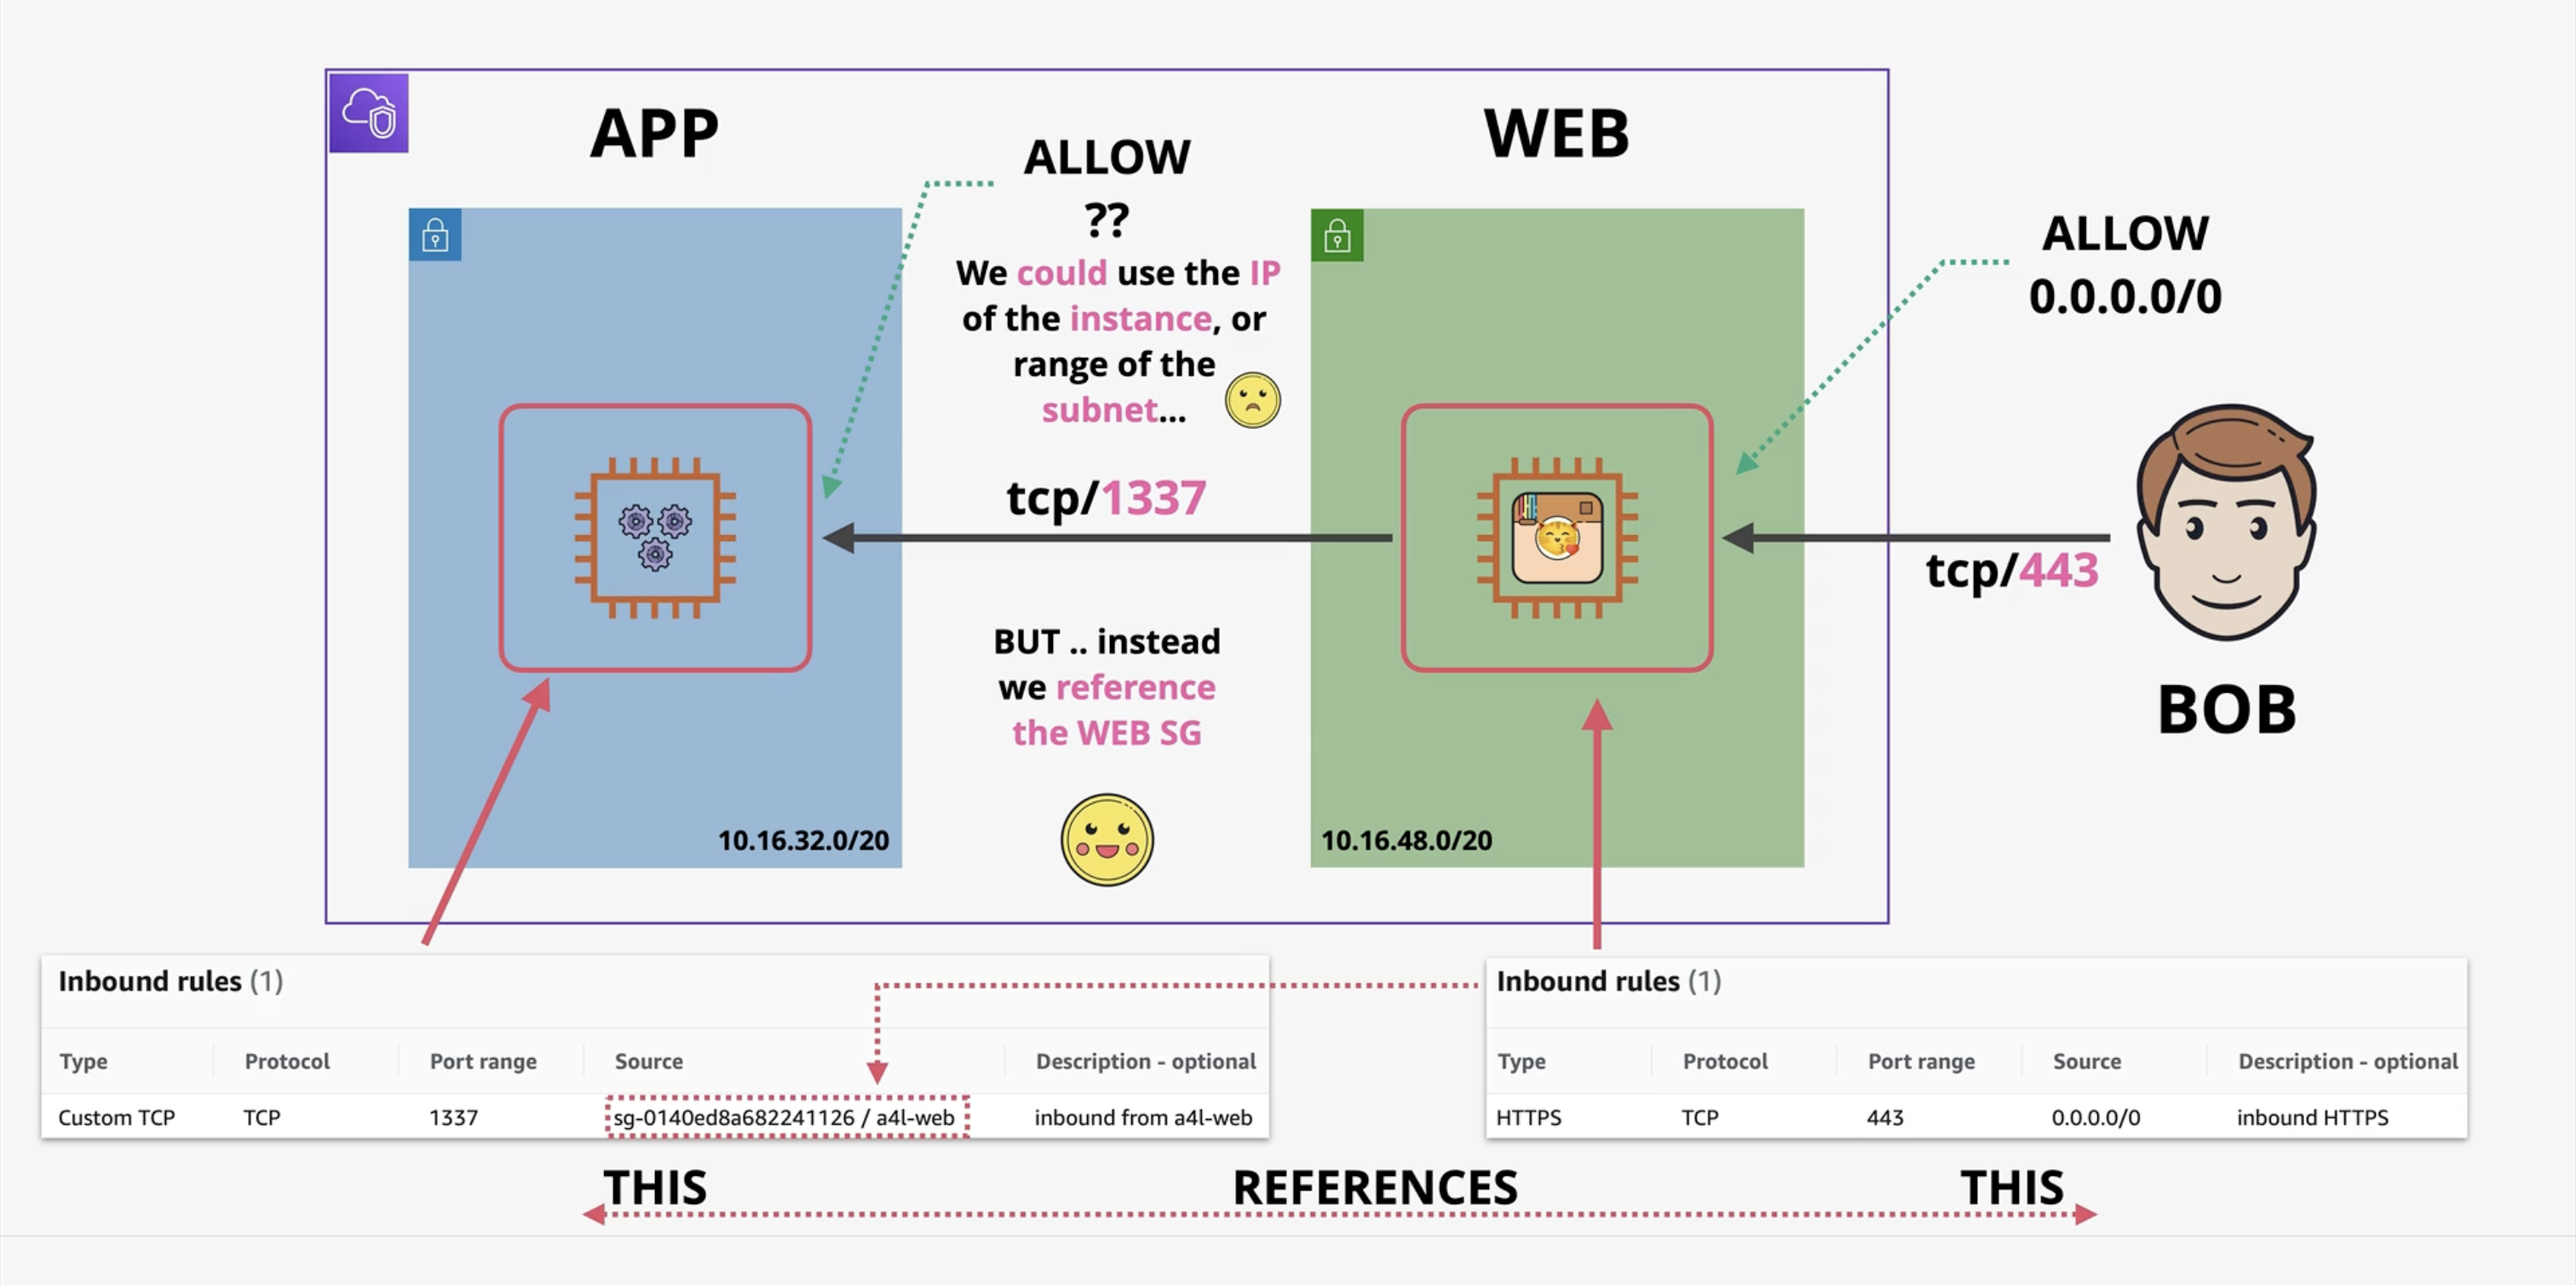 APP
WEB
ALLOW
??
We could use the IP
of the instance, or
range of the
subnet...
tcp/1337
BUT .. instead
we reference
the WEB SG
10.16.32.0/20
10.16.48.0/20
ALLOW
0.0.0.0/0
tcp/443
BOB
Inbound rules (1)
Type Protocol Port range Source Description - optional
Custom TCP TCP 1337 sg-0140ed8a682241126 / a4l-web inbound from a4l-web
Inbound rules (1)
Type Protocol Port range Source Description - optional
HTTPS TCP 443 0.0.0.0/0 inbound HTTPS
THIS REFERENCES THIS